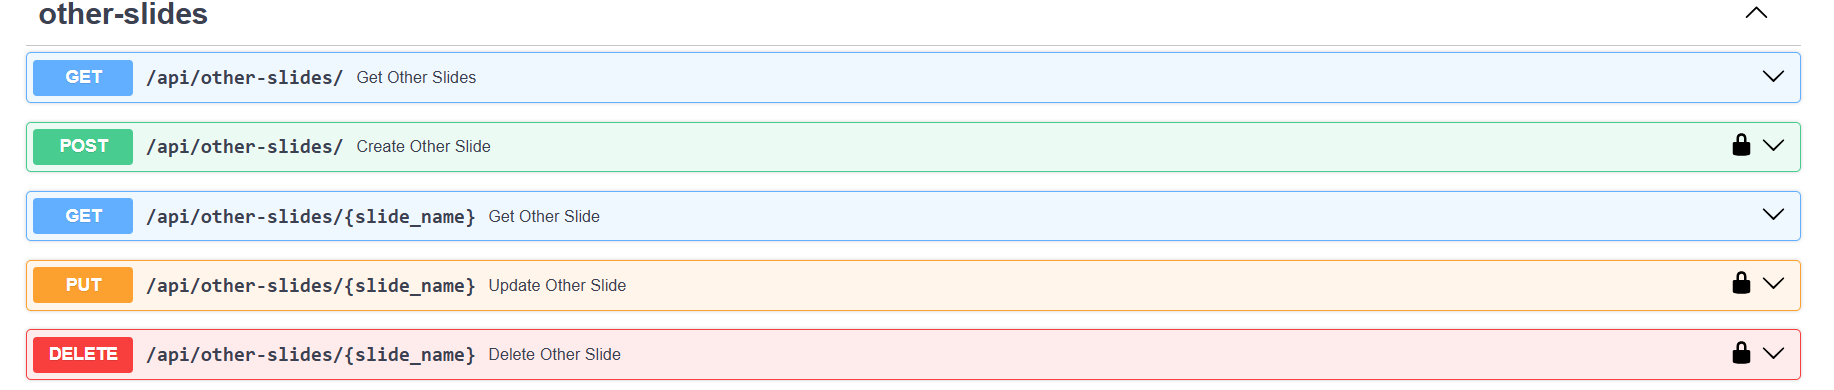 other-slides
GET /api/other-slides/ Get Other Slides
POST /api/other-slides/ Create Other Slide
GET /api/other-slides/{slide_name} Get Other Slide
PUT /api/other-slides/{slide_name} Update Other Slide
DELETE /api/other-slides/{slide_name} Delete Other Slide